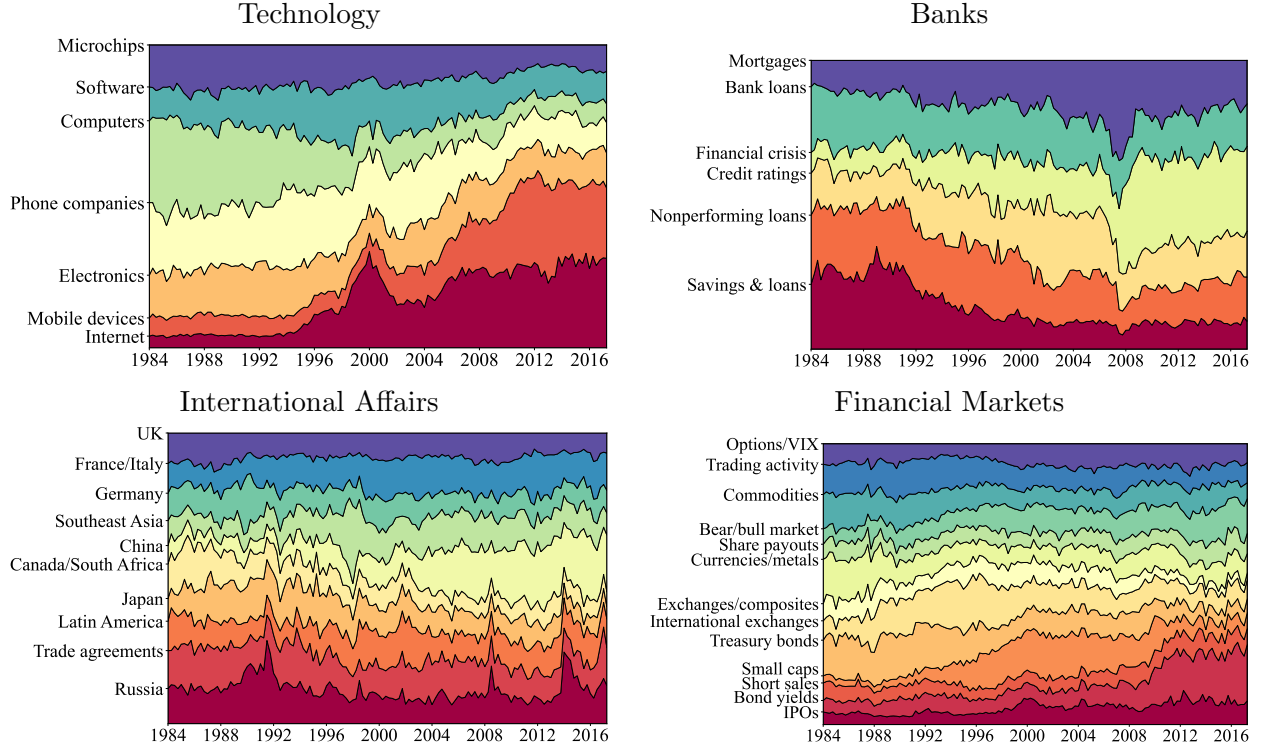 Technology
Microchips
Software
Computers
Phone companies
Electronics
Mobile devices
Internet
1984 1988 1992 1996 2000 2004 2008 2012 2016
Banks
Mortgages
Bank loans
Financial crisis
Credit ratings
Nonperforming loans
Savings & loans
1984 1988 1992 1996 2000 2004 2008 2012 2016
International Affairs
UK
France/Italy
Germany
Southeast Asia
China
Canada/South Africa
Japan
Latin America
Trade agreements
Russia
1984 1988 1992 1996 2000 2004 2008 2012 2016
Financial Markets
Options/VIX
Trading activity
Commodities
Bear/bull market
Share payouts
Currencies/metals
Exchanges/composites
International exchanges
Treasury bonds
Small caps
Short sales
Bond yields
IPOs
1984 1988 1992 1996 2000 2004 2008 2012 2016